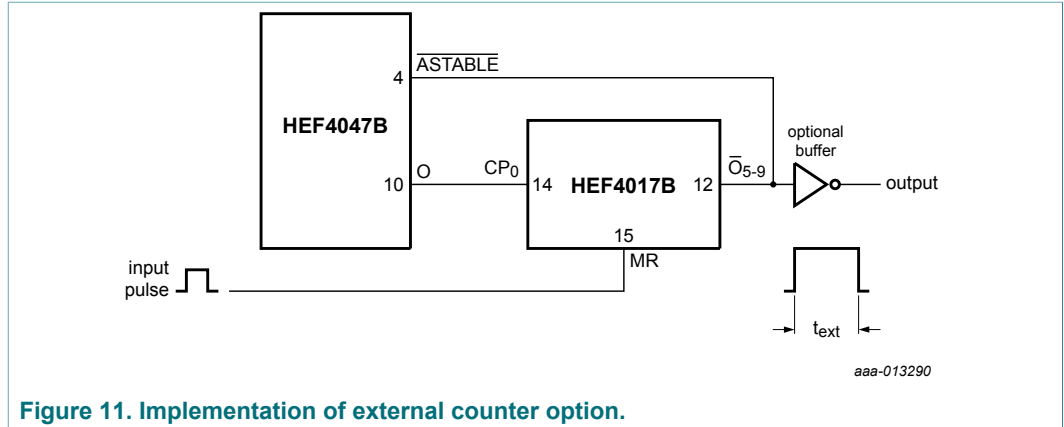 ASTABLE
4
HEF4047B
optional
buffer
10 O CP0 14 HEF4017B 12 O̅5-9 output
15
MR
input
pulse
text
aaa-013290
Figure 11. Implementation of external counter option.